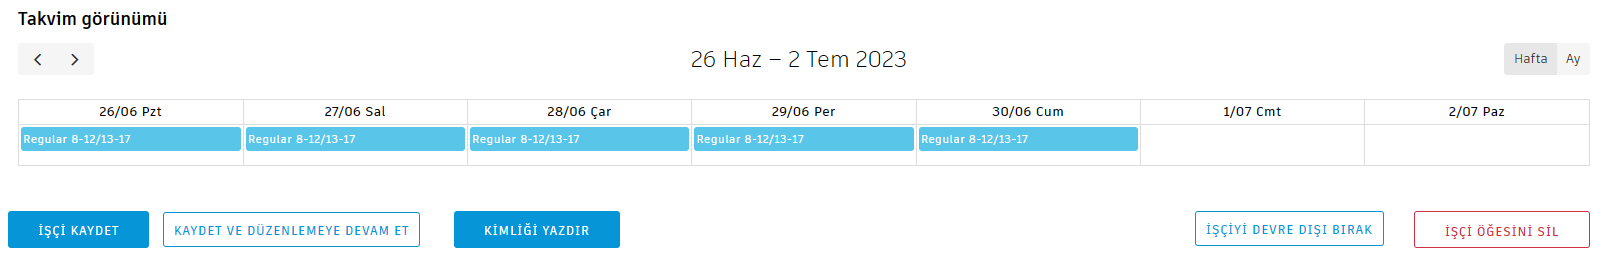 Takvim görünümü
26 Haz – 2 Tem 2023
Hafta Ay
26/06 Pzt 27/06 Sal 28/06 Çar 29/06 Per 30/06 Cum 1/07 Cmt 2/07 Paz
Regular 8-12/13-17 Regular 8-12/13-17 Regular 8-12/13-17 Regular 8-12/13-17 Regular 8-12/13-17
İŞÇİ KAYDET KAYDET VE DÜZENLEMEYE DEVAM ET KİMLİĞİ YAZDIR İŞÇİYİ DEVRE DIŞI BIRAK İŞÇİ ÖĞESİNİ SİL